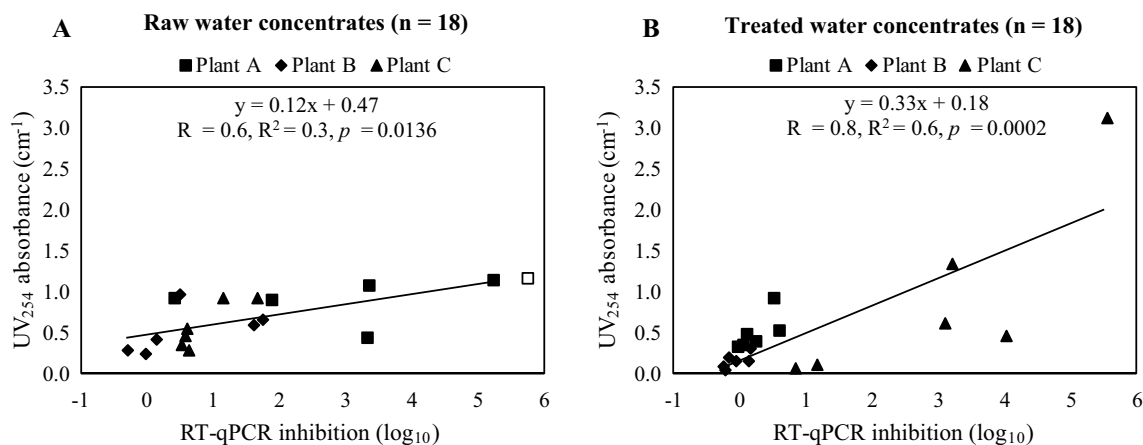 A Raw water concentrates (n = 18)
■ Plant A ◆ Plant B ▲ Plant C
y = 0.12x + 0.47
R = 0.6, R² = 0.3, p = 0.0136
UV₂₅₄ absorbance (cm⁻¹)
3.5
3.0
2.5
2.0
1.5
1.0
0.5
0.0
-1 0 1 2 3 4 5 6
RT-qPCR inhibition (log₁₀)
B Treated water concentrates (n = 18)
■ Plant A ◆ Plant B ▲ Plant C
y = 0.33x + 0.18
R = 0.8, R² = 0.6, p = 0.0002
UV₂₅₄ absorbance (cm⁻¹)
3.5
3.0
2.5
2.0
1.5
1.0
0.5
0.0
-1 0 1 2 3 4 5 6
RT-qPCR inhibition (log₁₀)